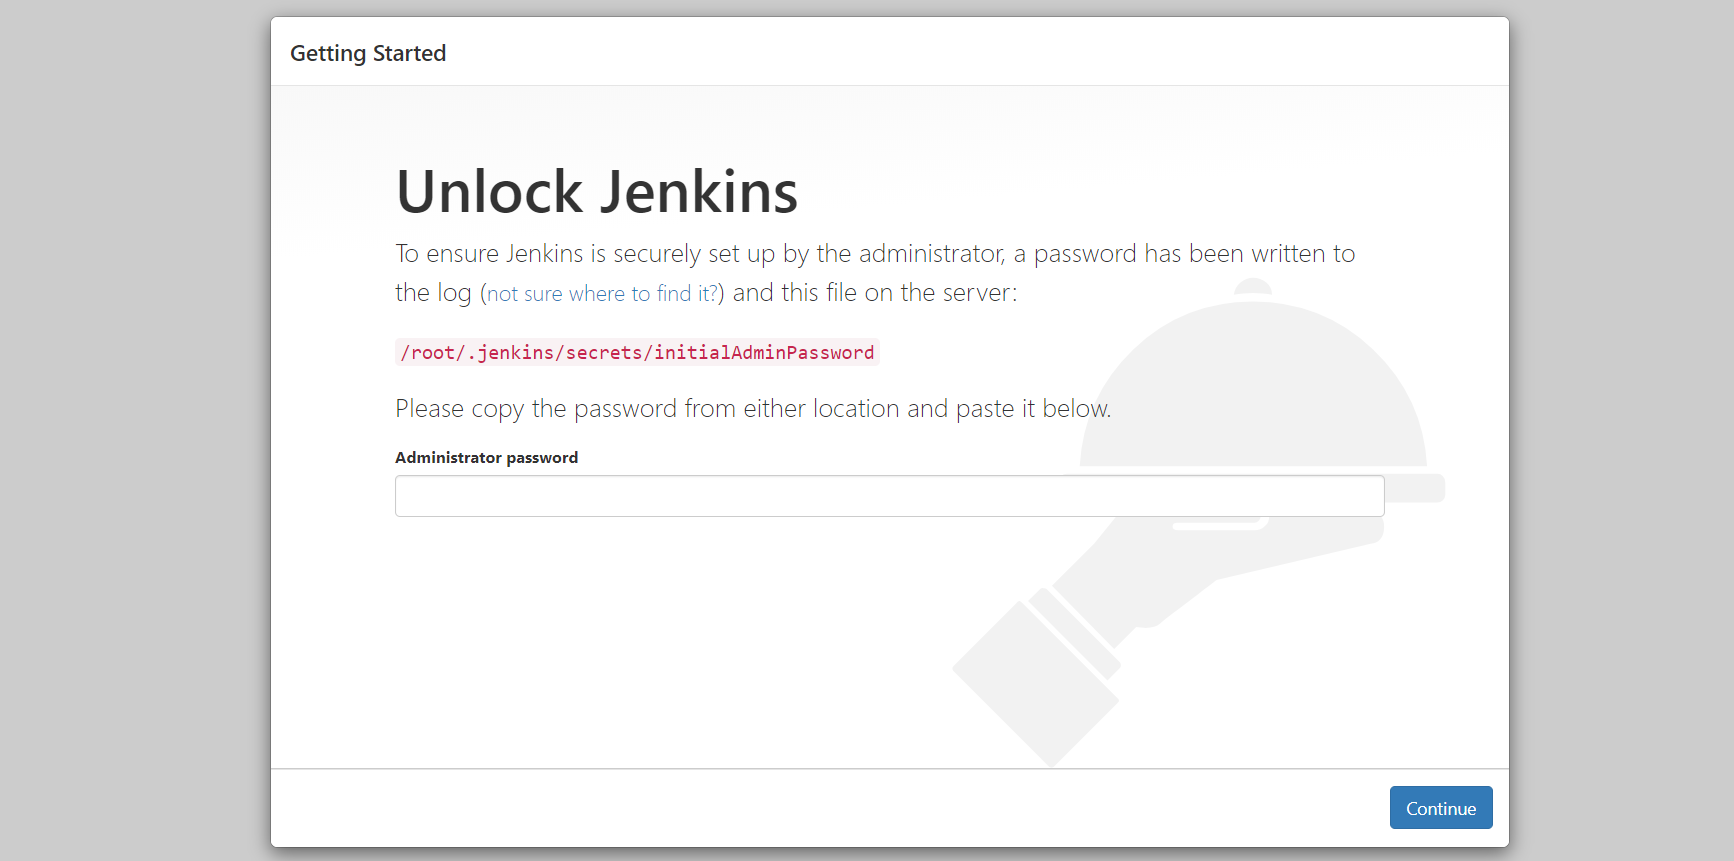 Getting Started
Unlock Jenkins
To ensure Jenkins is securely set up by the administrator, a password has been written to
the log (not sure where to find it?) and this file on the server:
/root/.jenkins/secrets/initialAdminPassword
Please copy the password from either location and paste it below.
Administrator password
Continue